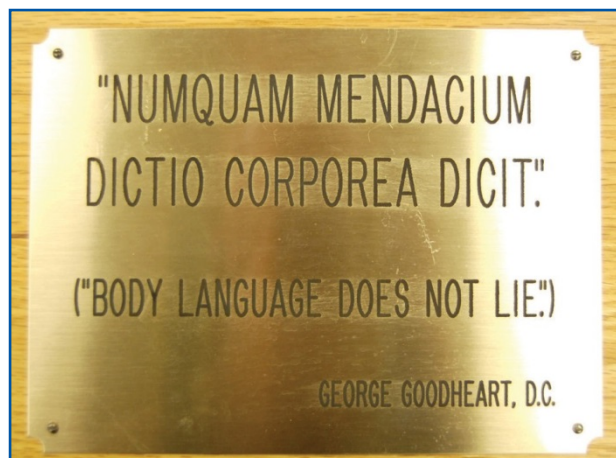 "NUMQUAM MENDACIUM
DICTIO CORPOREA DICIT."
("BODY LANGUAGE DOES NOT LIE.")
GEORGE GOODHEART, D.C.